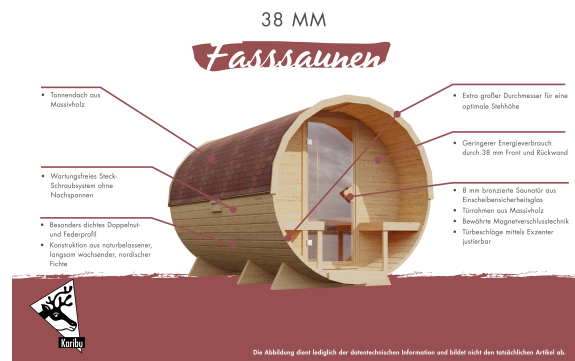 38 MM
Fasssaunen
Tonnendach aus
Massivholz
Wartungsfreies Steck-
Schraubsystem ohne
Nachspannen
Besonders dichtes Doppelnut-
und Federprofil
Konstruktion aus naturbelassener,
langsam wachsender, nordischer
Fichte
Extra großer Durchmesser für eine
optimale Stehhöhe
Geringerer Energieverbrauch
durch 38 mm Front und Rückwand
8 mm bronzierte Saunatür aus
Einscheibensicherheitsglas
Türrahmen aus Massivholz
Bewährte Magnetverschlusstechnik
Türbeschläge mittels Exzenter
justierbar
Karibu
Die Abbildung dient lediglich der datentechnischen Information und bildet nicht den tatsächlichen Artikel ab.